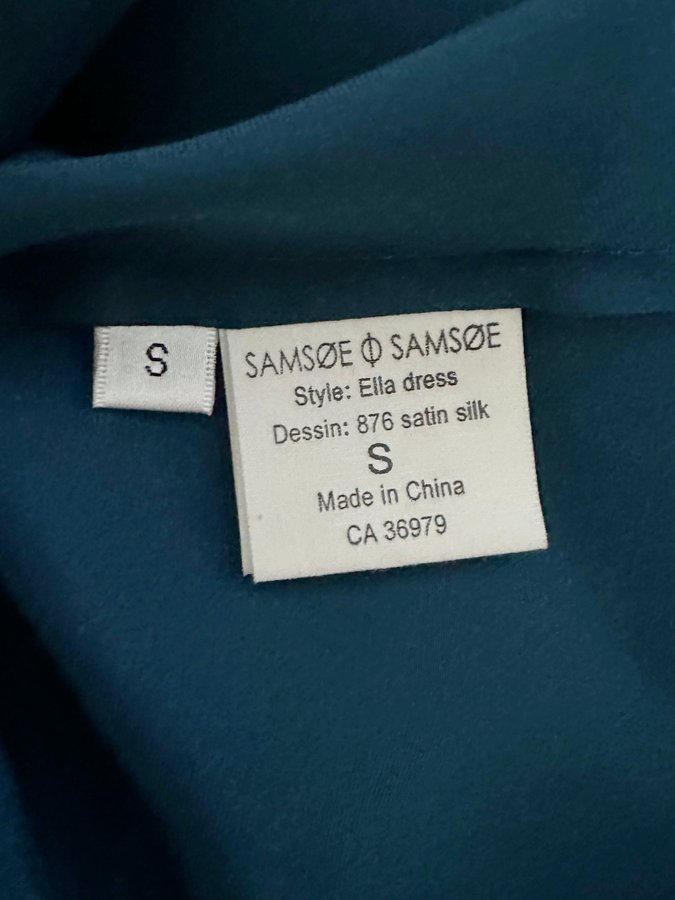 S
SAMSØE Φ SAMSØE
Style: Ella dress
Dessin: 876 satin silk
S
Made in China
CA 36979